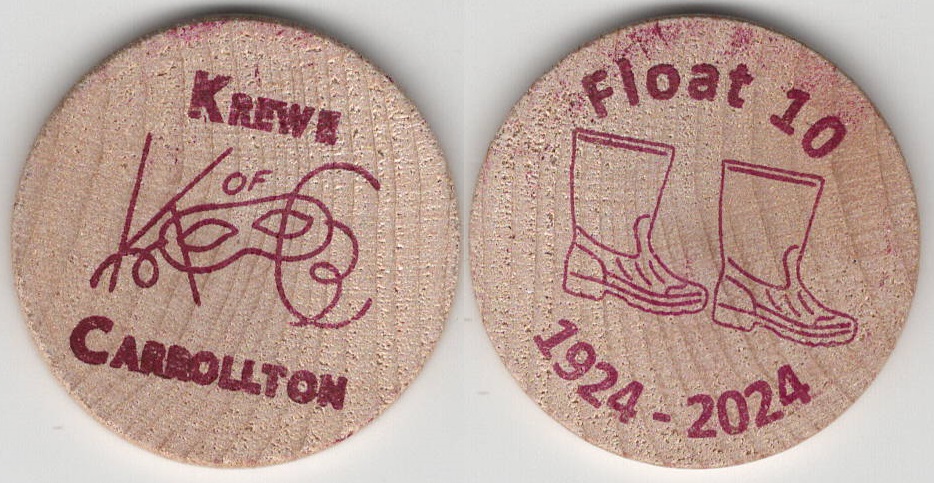 KREWE
OF
CARROLLTON
Float 10
1924 - 2024